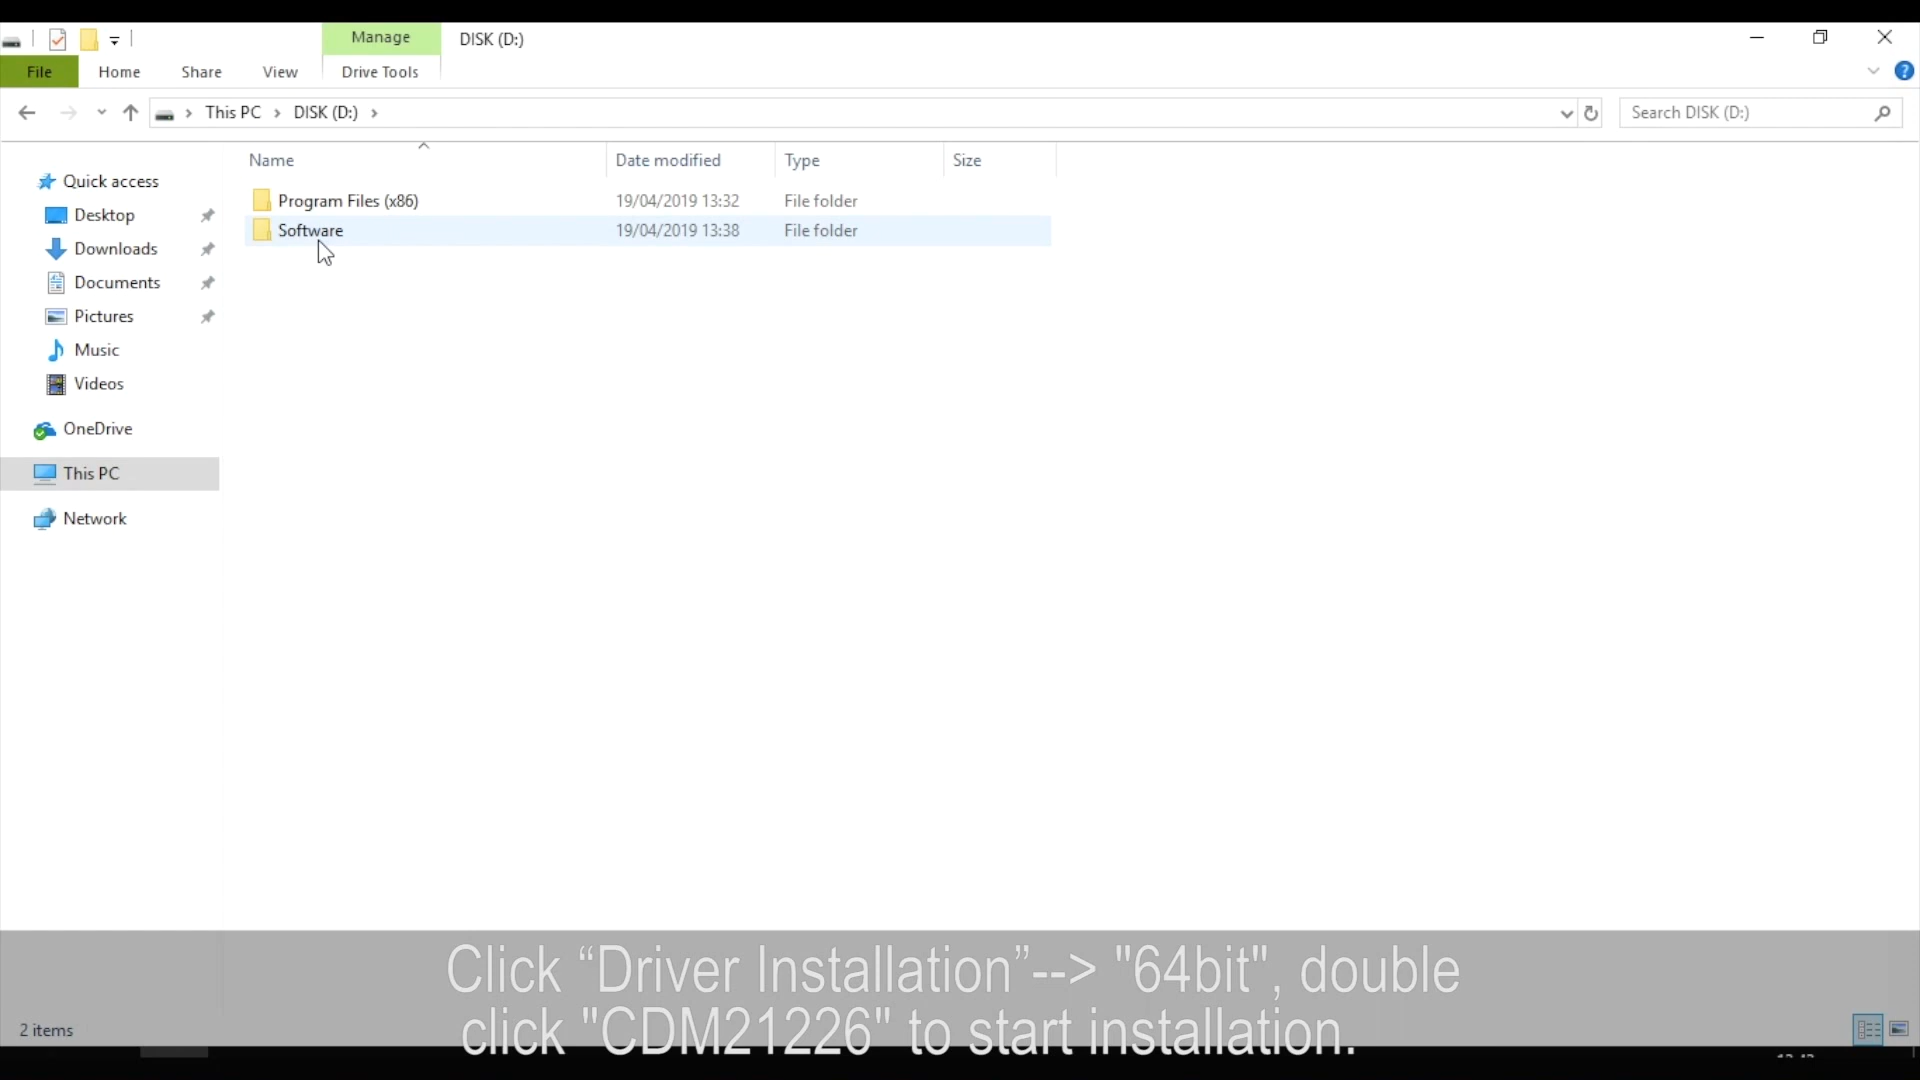 Manage
DISK (D:)
File
Home
Share
View
Drive Tools
This PC
DISK (D:)
Search DISK (D:)
Name
Date modified
Type
Size
Quick access
Desktop
Downloads
Documents
Pictures
Music
Videos
OneDrive
This PC
Network
Program Files (x86)
19/04/2019 13:32
File folder
Software
19/04/2019 13:38
File folder
Click “Driver Installation”--> "64bit", double
click "CDM21226" to start installation.
2 items